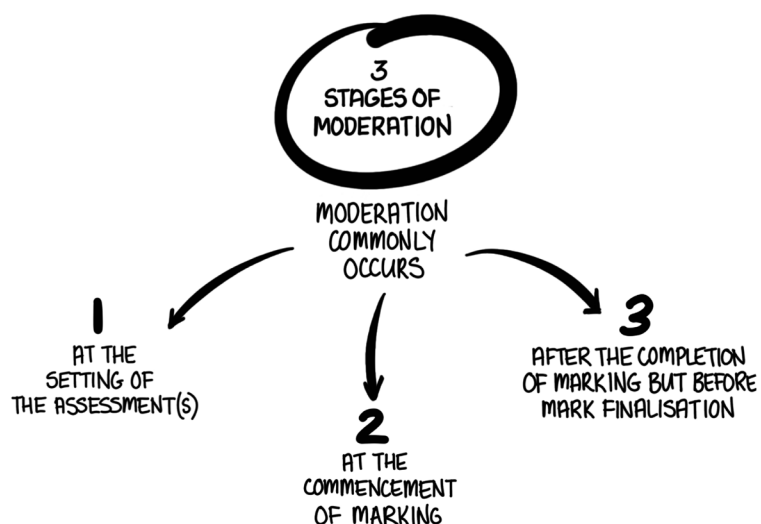 3
STAGES OF
MODERATION
MODERATION
COMMONLY
OCCURS
1
AT THE
SETTING OF
THE ASSESSMENT(S)
2
AT THE
COMMENCEMENT
OF MARKING
3
AFTER THE COMPLETION
OF MARKING BUT BEFORE
MARK FINALISATION